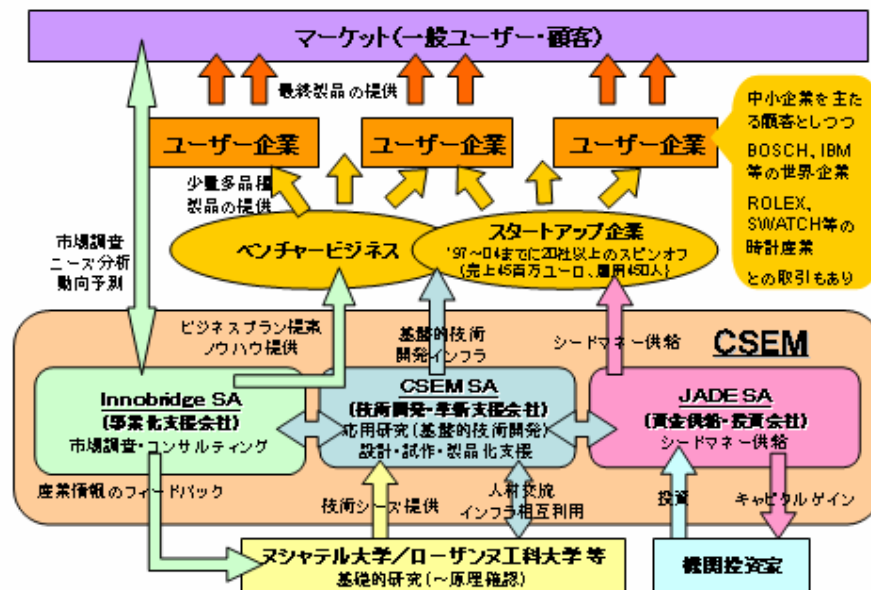 マーケット(一般ユーザー・顧客)
最終製品の提供
ユーザー企業
ユーザー企業
ユーザー企業
中小企業を主た
る顧客としつつ
BOSCH、IBM
等の世界企業
ROLEX、
SWATCH等の
時計産業
との取引もあり
少量多品種
製品の提供
ベンチャービジネス
スタートアップ企業
'97～04までに20社以上のスピンオフ
(売上45百万ユーロ、雇用450人)
市場調査
ニーズ分析
動向予測
ビジネスプラン提案
ノウハウ提供
基盤的技術
開発インフラ
シードマネー供給
CSEM
Innobridge SA
(事業化支援会社)
市場調査・コンサルティング
CSEM SA
(技術開発・革新支援会社)
応用研究(基盤的技術開発)
設計・試作・製品化支援
JADE SA
(資金供給・投資会社)
シードマネー供給
産業情報のフィードバック
技術シーズ提供
人材交流
インフラ相互利用
投資
キャピタルゲイン
ヌシャテル大学／ローザンヌ工科大学 等
基礎的研究(～原理確認)
機関投資家